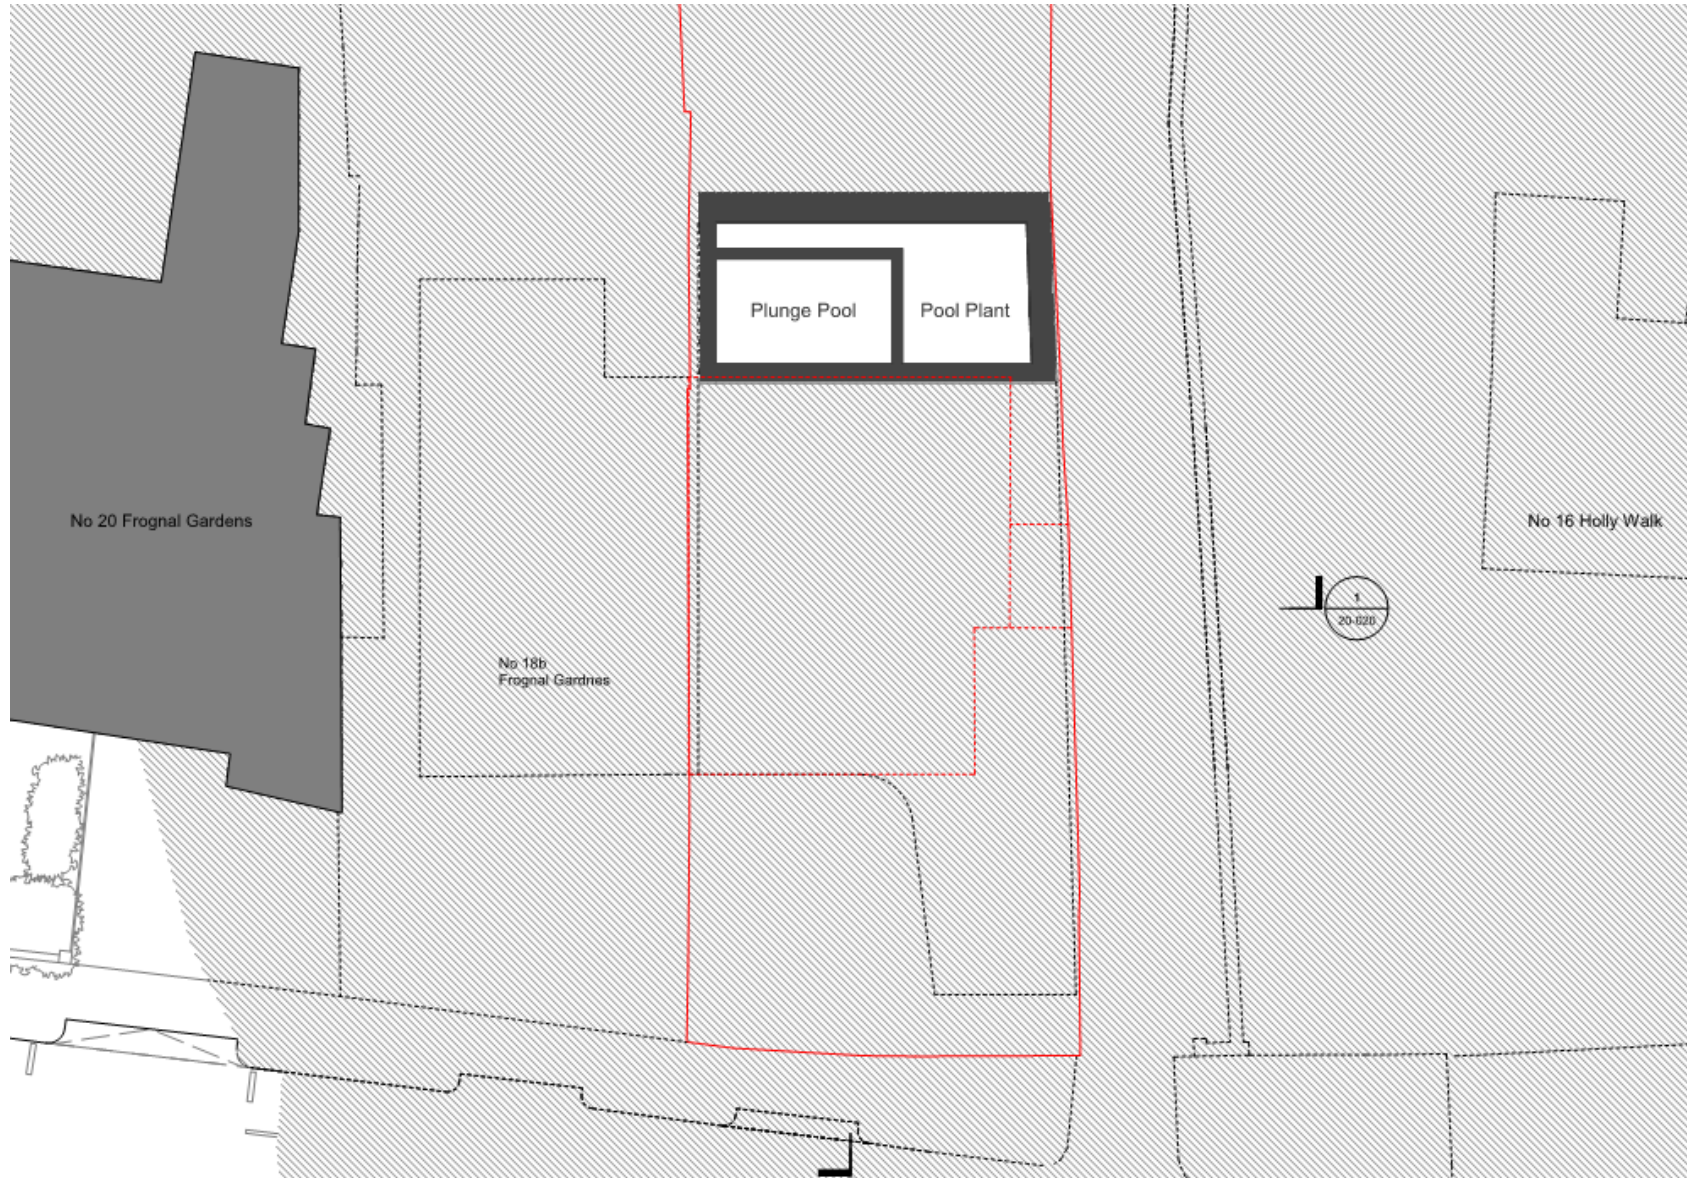 Plunge Pool
Pool Plant
No 20 Frognal Gardens
No 16 Holly Walk
1
20-020
No 18b
Frognal Gardnes